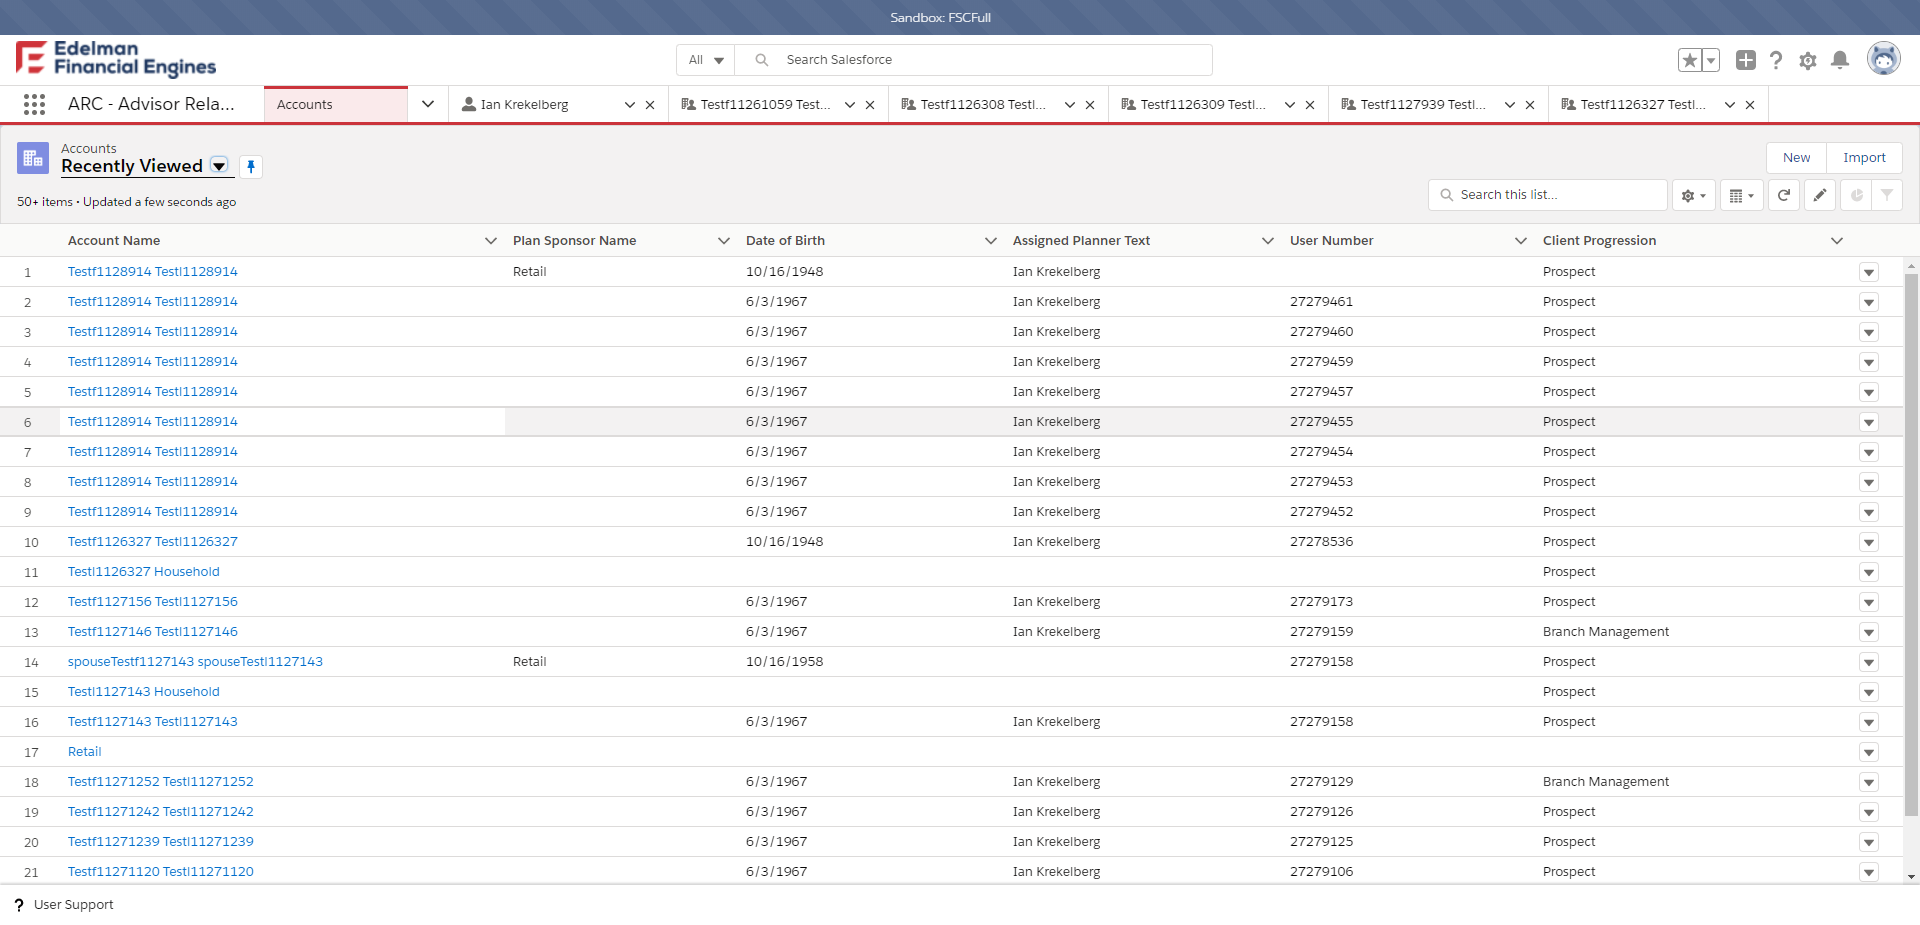 Sandbox: FSCFull
Edelman
Financial Engines
All Search Salesforce
ARC - Advisor Rela... Accounts Ian Krekelberg Testf11261059 Test... Testf1126308 Testl... Testf1126309 Testl... Testf1127939 Testl... Testf1126327 Testl...
Accounts
Recently Viewed
New Import
50+ items • Updated a few seconds ago
Search this list...
Account Name Plan Sponsor Name Date of Birth Assigned Planner Text User Number Client Progression
1 Testf1128914 Testl1128914 Retail 10/16/1948 Ian Krekelberg Prospect
2 Testf1128914 Testl1128914 6/3/1967 Ian Krekelberg 27279461 Prospect
3 Testf1128914 Testl1128914 6/3/1967 Ian Krekelberg 27279460 Prospect
4 Testf1128914 Testl1128914 6/3/1967 Ian Krekelberg 27279459 Prospect
5 Testf1128914 Testl1128914 6/3/1967 Ian Krekelberg 27279457 Prospect
6 Testf1128914 Testl1128914 6/3/1967 Ian Krekelberg 27279455 Prospect
7 Testf1128914 Testl1128914 6/3/1967 Ian Krekelberg 27279454 Prospect
8 Testf1128914 Testl1128914 6/3/1967 Ian Krekelberg 27279453 Prospect
9 Testf1128914 Testl1128914 6/3/1967 Ian Krekelberg 27279452 Prospect
10 Testf1126327 Testl1126327 10/16/1948 Ian Krekelberg 27278536 Prospect
11 Testl1126327 Household Prospect
12 Testf1127156 Testl1127156 6/3/1967 Ian Krekelberg 27279173 Prospect
13 Testf1127146 Testl1127146 6/3/1967 Ian Krekelberg 27279159 Branch Management
14 spouseTestf1127143 spouseTestl1127143 Retail 10/16/1958 27279158 Prospect
15 Testl1127143 Household Prospect
16 Testf1127143 Testl1127143 6/3/1967 Ian Krekelberg 27279158 Prospect
17 Retail
18 Testf11271252 Testl11271252 6/3/1967 Ian Krekelberg 27279129 Branch Management
19 Testf11271242 Testl11271242 6/3/1967 Ian Krekelberg 27279126 Prospect
20 Testf11271239 Testl11271239 6/3/1967 Ian Krekelberg 27279125 Prospect
21 Testf11271120 Testl11271120 6/3/1967 Ian Krekelberg 27279106 Prospect
? User Support